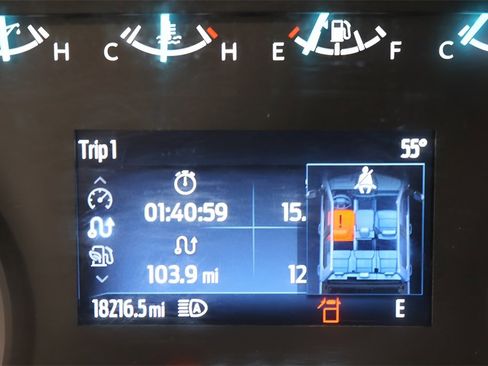 H C H E F C
Trip 1 55°
01:40:59 15.
103.9 mi 12
18216.5 mi A E